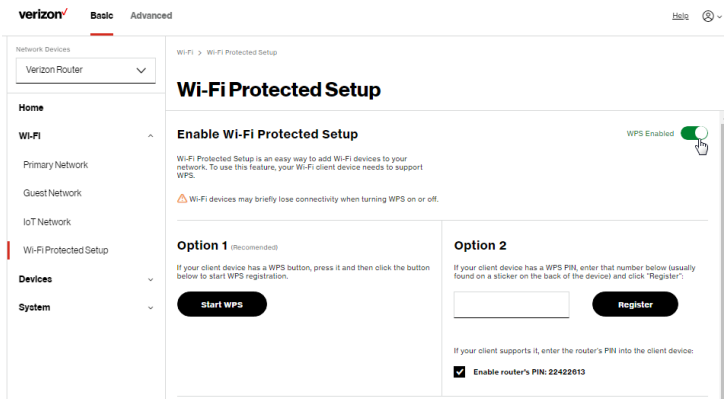 verizon
Basic
Advanced
Help
Network Devices
Verizon Router
Home
Wi-Fi
Primary Network
Guest Network
IoT Network
Wi-Fi Protected Setup
Devices
System
Wi-Fi > Wi-Fi Protected Setup
Wi-Fi Protected Setup
Enable Wi-Fi Protected Setup
WPS Enabled
Wi-Fi Protected Setup is an easy way to add Wi-Fi devices to your
network. To use this feature, your Wi-Fi client device needs to support
WPS.
Wi-Fi devices may briefly lose connectivity when turning WPS on or off.
Option 1 (Recomended)
If your client device has a WPS button, press it and then click the button
below to start WPS registration.
Start WPS
Option 2
If your client device has a WPS PIN, enter that number below (usually
found on a sticker on the back of the device) and click "Register":
Register
If your client supports it, enter the router's PIN into the client device:
Enable router's PIN: 22422613